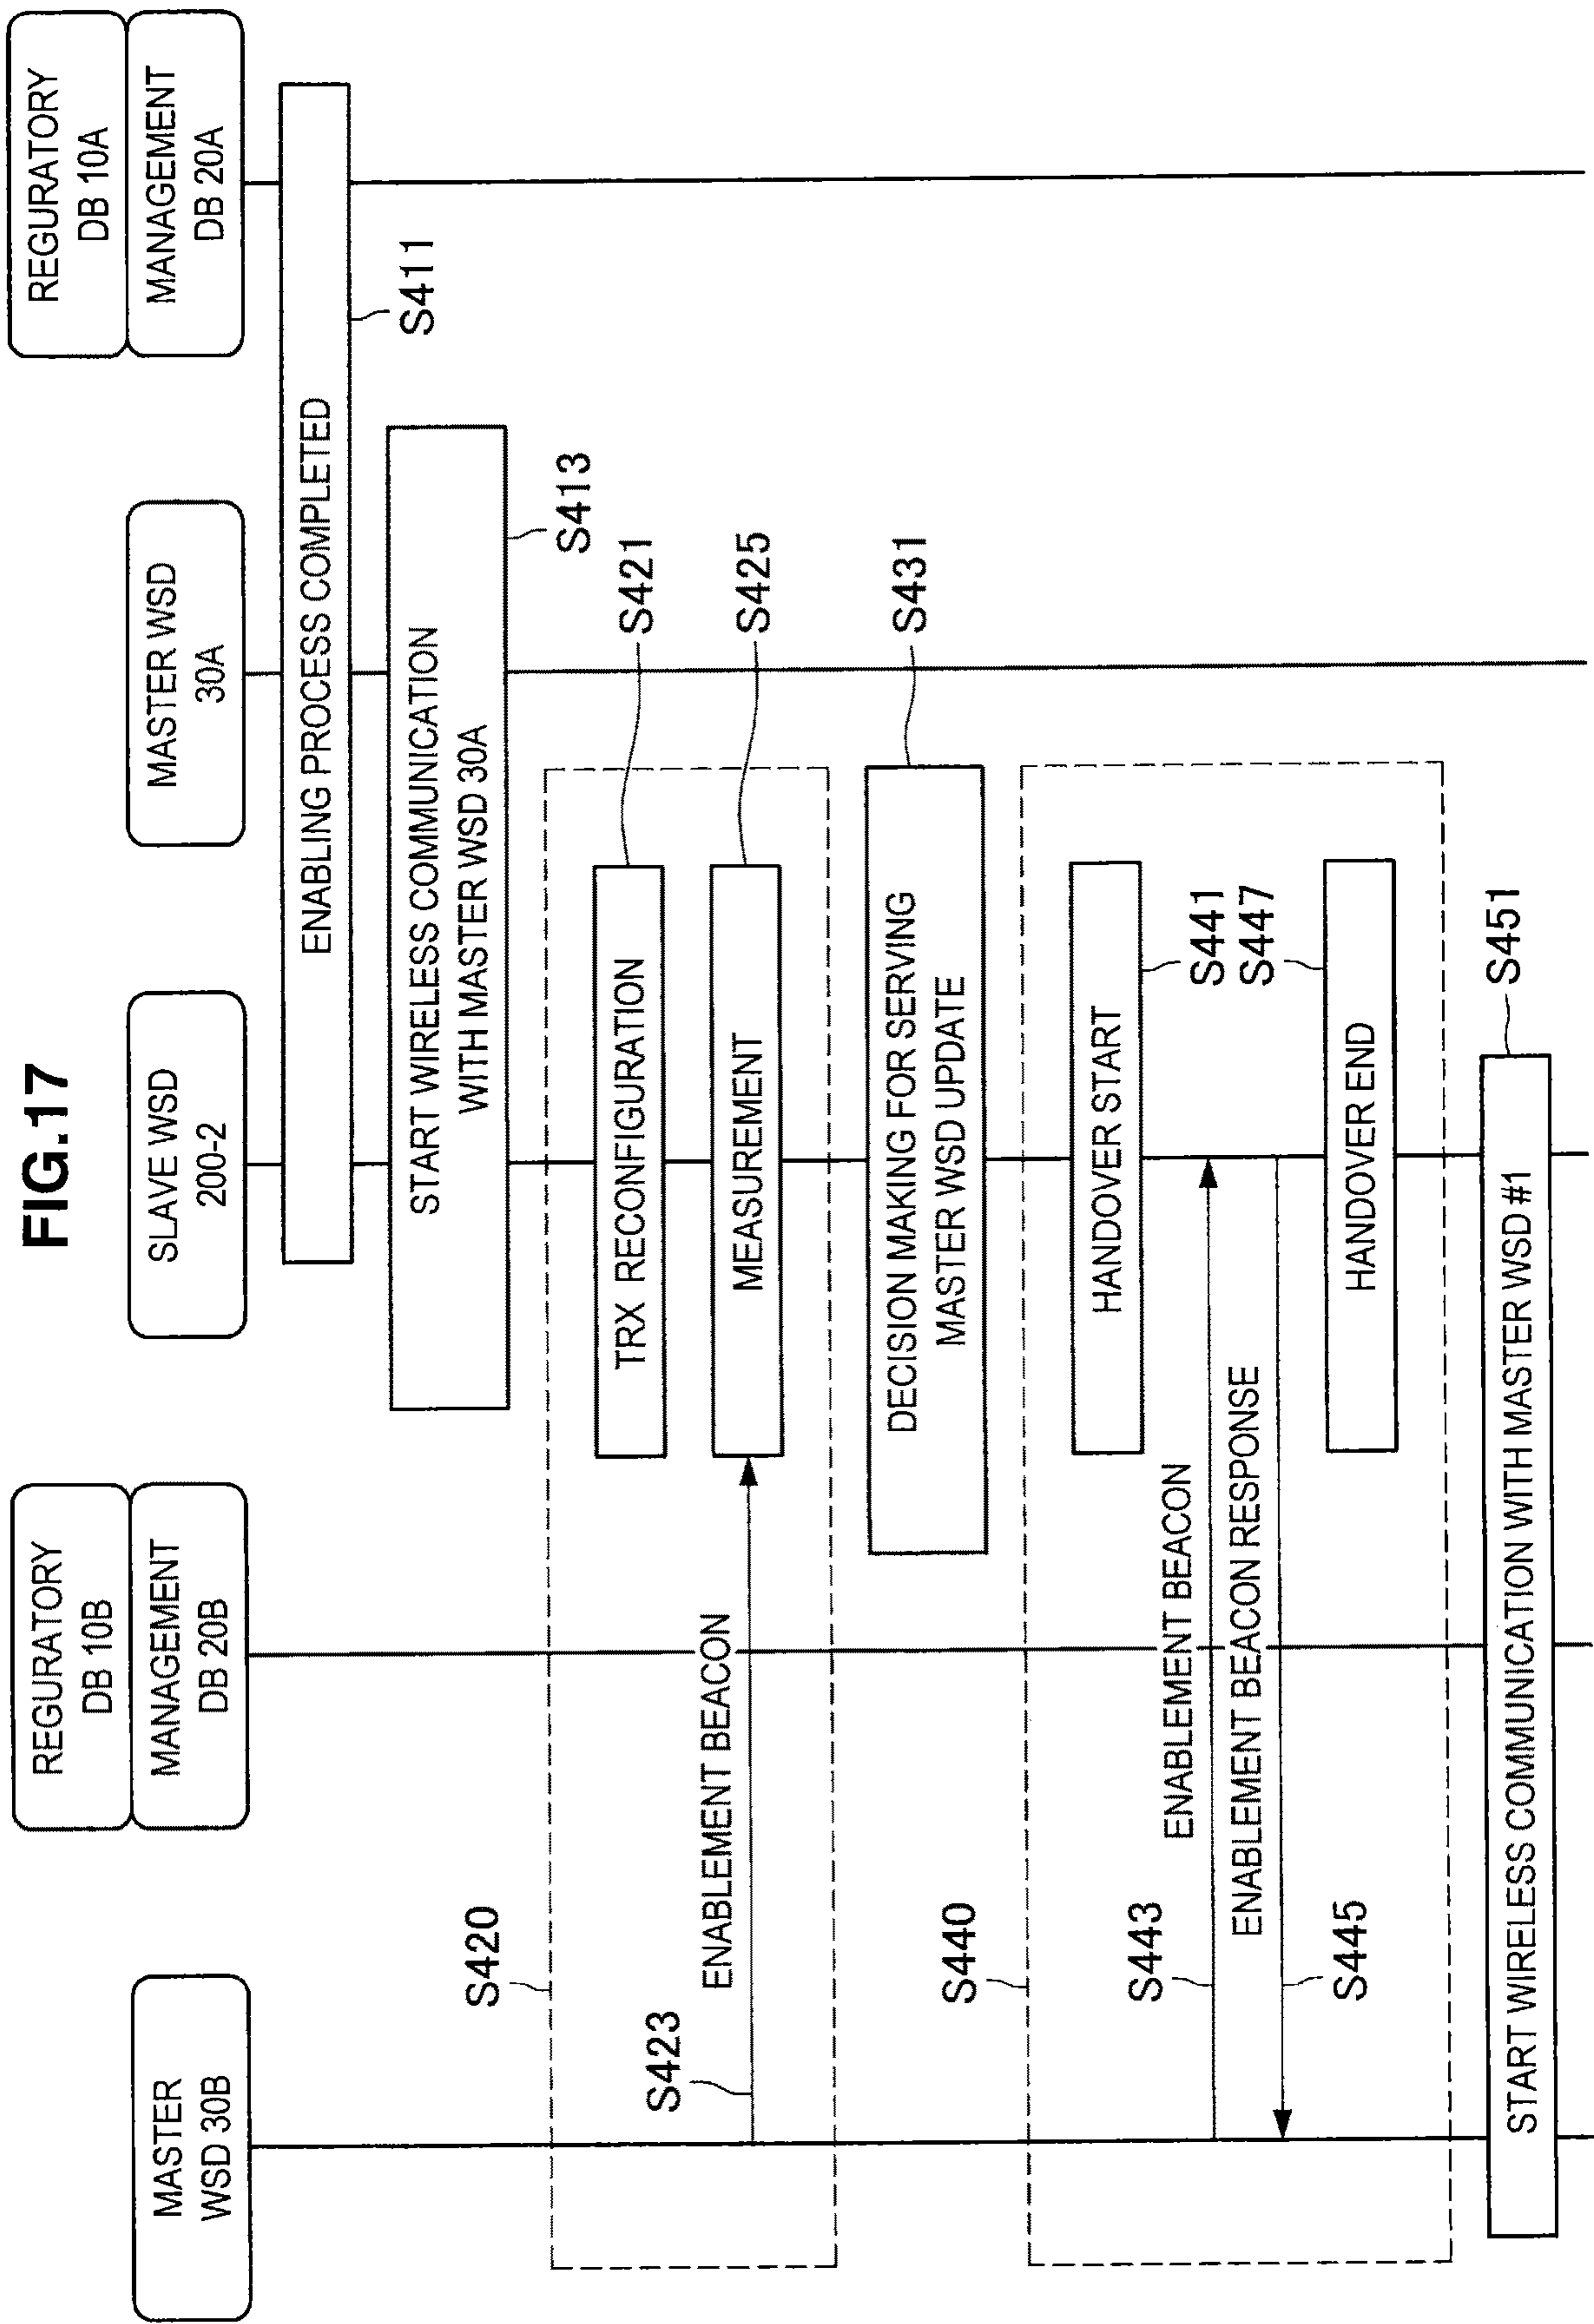 FIG.17
MASTER
WSD 30B
REGURATORY
DB 10B
MANAGEMENT
DB 20B
SLAVE WSD
200-2
MASTER WSD
30A
REGURATORY
DB 10A
MANAGEMENT
DB 20A
ENABLING PROCESS COMPLETED
S411
START WIRELESS COMMUNICATION
WITH MASTER WSD 30A
S413
S420
TRX RECONFIGURATION
S421
S423
ENABLEMENT BEACON
MEASUREMENT
S425
DECISION MAKING FOR SERVING
MASTER WSD UPDATE
S431
S440
HANDOVER START
S441
S443
ENABLEMENT BEACON
ENABLEMENT BEACON RESPONSE
S445
S447
HANDOVER END
START WIRELESS COMMUNICATION WITH MASTER WSD #1
S451